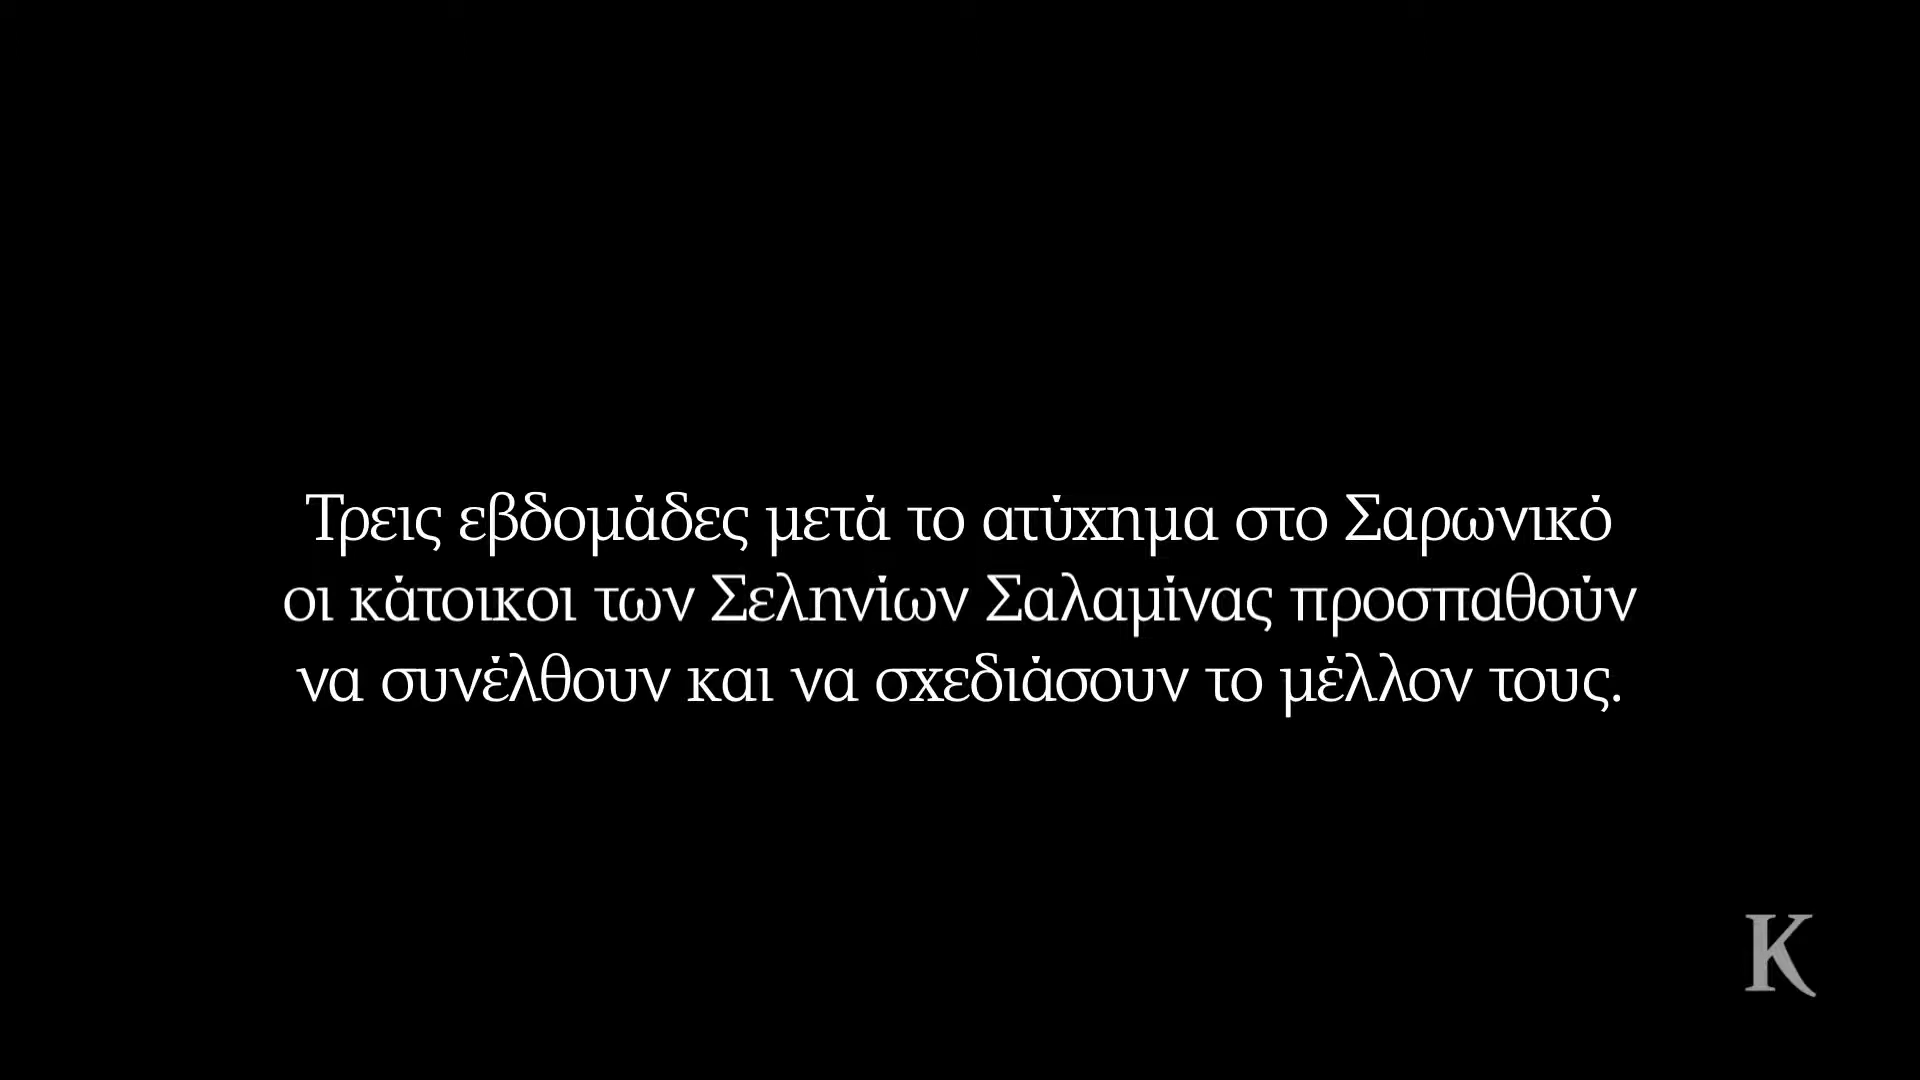 Τρεις εβδομάδες μετά το ατύχημα στο Σαρωνικό
οι κάτοικοι των Σεληνίων Σαλαμίνας προσπαθούν
να συνέλθουν και να σχεδιάσουν το μέλλον τους.
K